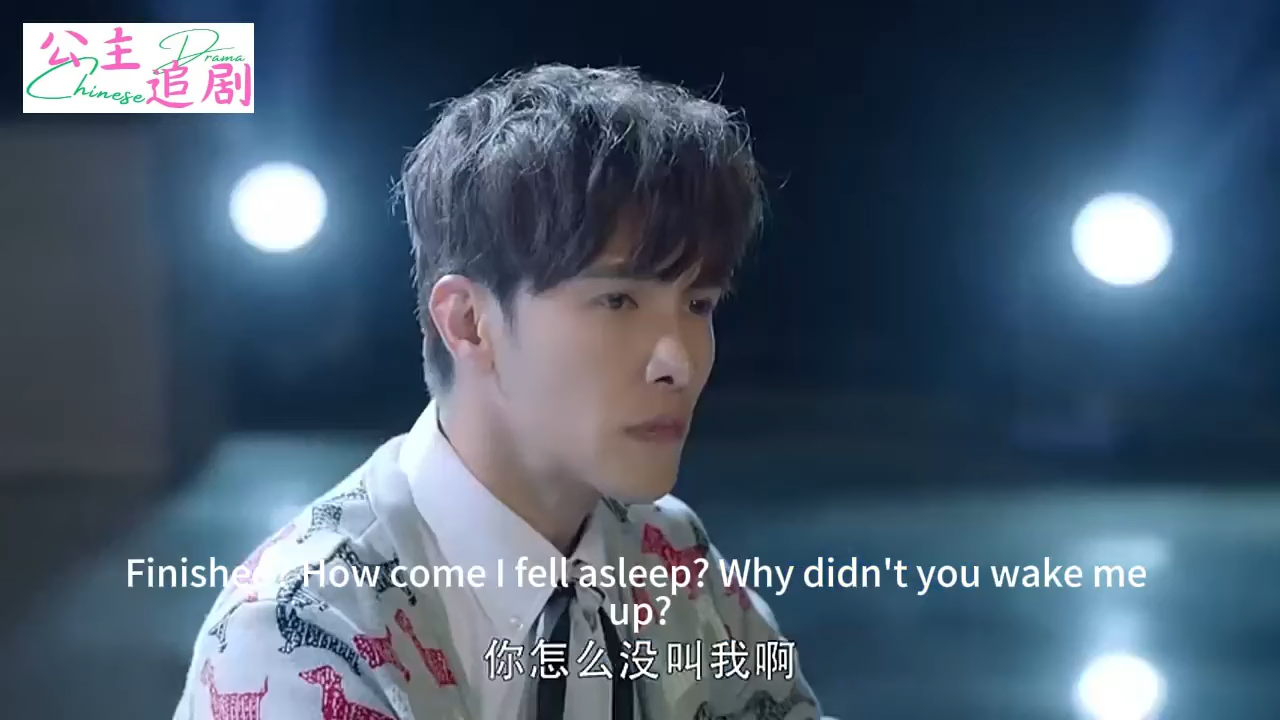 公主 Drama
Chinese 追剧
Finished? How come I fell asleep? Why didn't you wake me
up?
你怎么没叫我啊